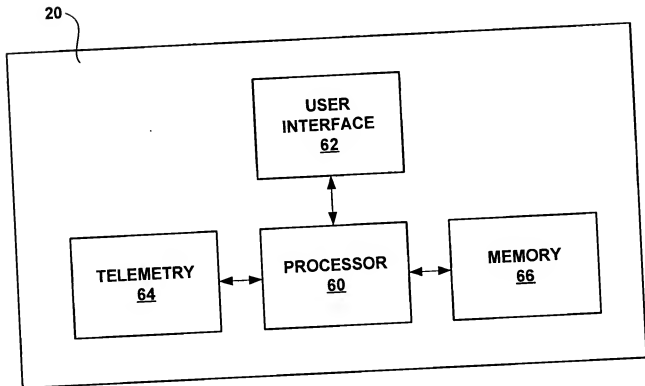 20
USER
INTERFACE
62
TELEMETRY
64
PROCESSOR
60
MEMORY
66